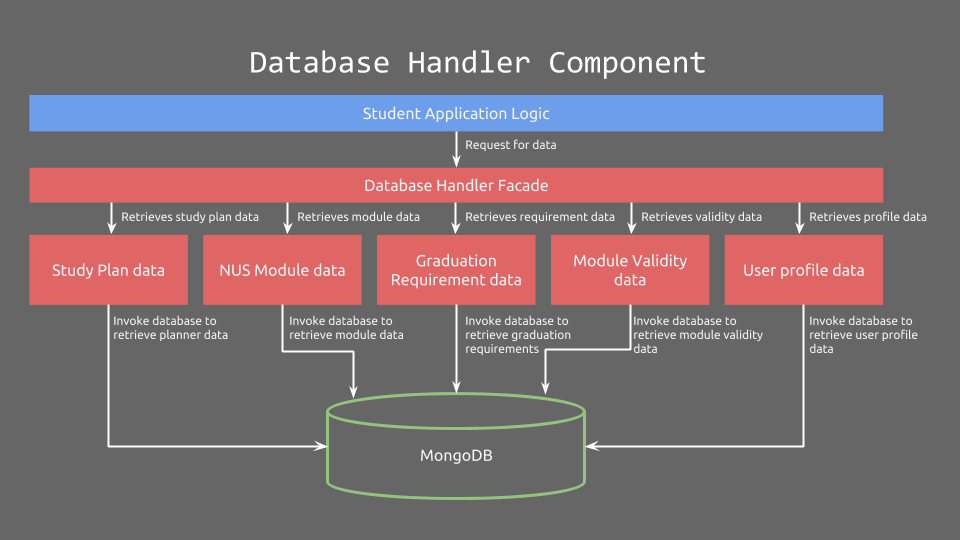 Database Handler Component
Student Application Logic
Request for data
Database Handler Facade
Retrieves study plan data
Retrieves module data
Retrieves requirement data
Retrieves validity data
Retrieves profile data
Study Plan data
NUS Module data
Graduation
Requirement data
Module Validity
data
User profile data
Invoke database to
retrieve planner data
Invoke database to
retrieve module data
Invoke database to
retrieve graduation
requirements
Invoke database to
retrieve module validity
data
Invoke database to
retrieve user profile
data
MongoDB